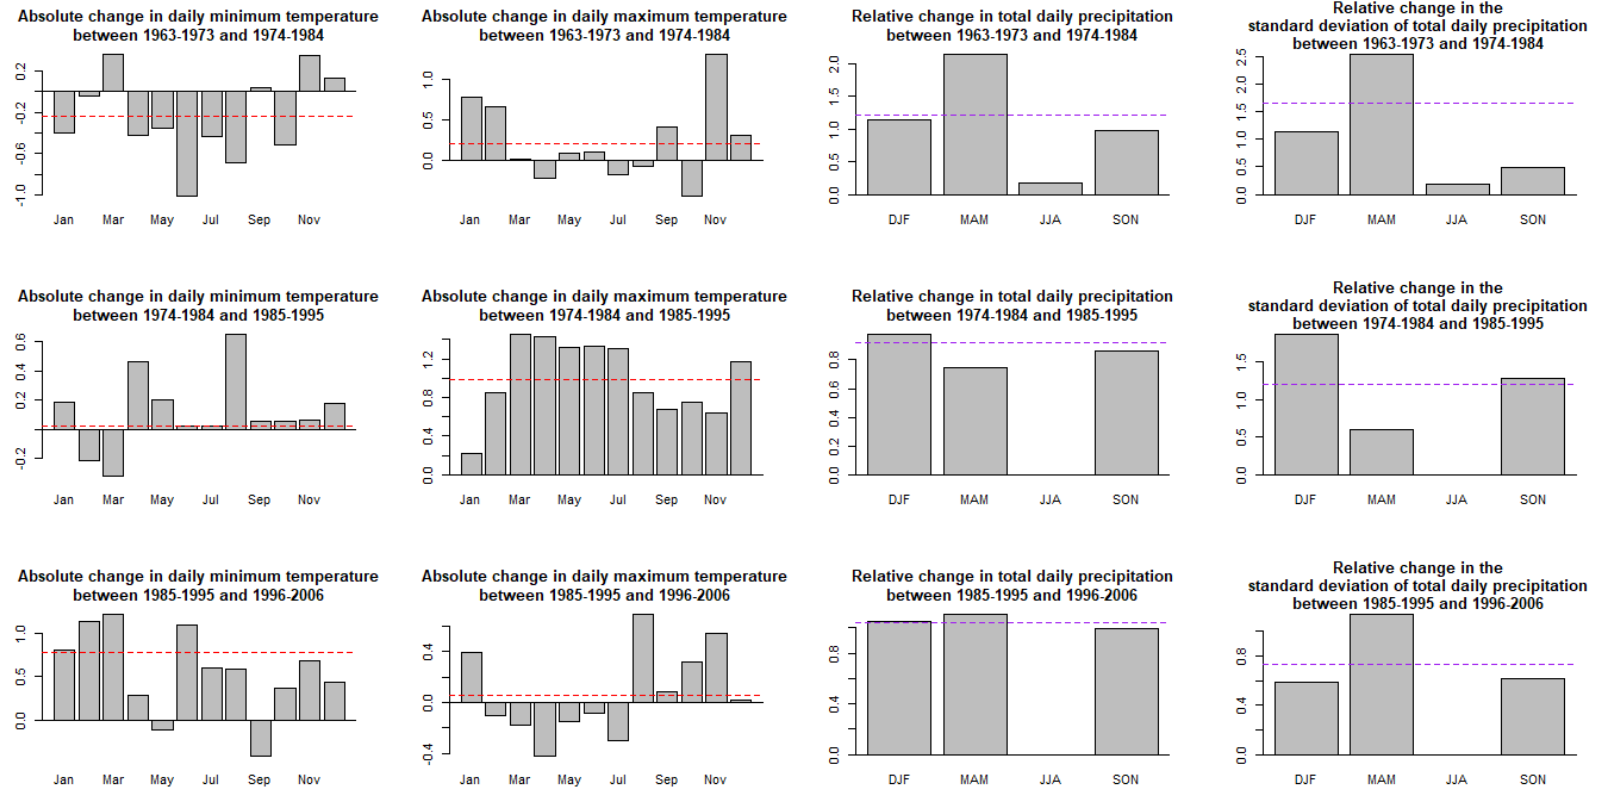 Absolute change in daily minimum temperature
between 1963-1973 and 1974-1984
0.2
-0.2
-0.6
-1.0
Jan Mar May Jul Sep Nov
Absolute change in daily maximum temperature
between 1963-1973 and 1974-1984
1.0
0.5
0.0
Jan Mar May Jul Sep Nov
Relative change in total daily precipitation
between 1963-1973 and 1974-1984
2.0
1.5
1.0
0.5
0.0
DJF MAM JJA SON
Relative change in the
standard deviation of total daily precipitation
between 1963-1973 and 1974-1984
2.5
2.0
1.5
1.0
0.5
0.0
DJF MAM JJA SON
Absolute change in daily minimum temperature
between 1974-1984 and 1985-1995
0.6
0.4
0.2
-0.2
Jan Mar May Jul Sep Nov
Absolute change in daily maximum temperature
between 1974-1984 and 1985-1995
1.2
0.8
0.4
0.0
Jan Mar May Jul Sep Nov
Relative change in total daily precipitation
between 1974-1984 and 1985-1995
0.8
0.6
0.4
0.2
0.0
DJF MAM JJA SON
Relative change in the
standard deviation of total daily precipitation
between 1974-1984 and 1985-1995
1.5
1.0
0.5
0.0
DJF MAM JJA SON
Absolute change in daily minimum temperature
between 1985-1995 and 1996-2006
1.0
0.5
0.0
Jan Mar May Jul Sep Nov
Absolute change in daily maximum temperature
between 1985-1995 and 1996-2006
0.4
0.0
-0.4
Jan Mar May Jul Sep Nov
Relative change in total daily precipitation
between 1985-1995 and 1996-2006
0.8
0.4
0.0
DJF MAM JJA SON
Relative change in the
standard deviation of total daily precipitation
between 1985-1995 and 1996-2006
0.8
0.4
0.0
DJF MAM JJA SON